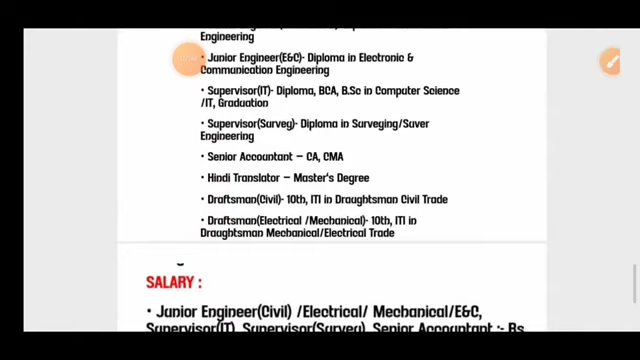 Engineering
• Junior Engineer(E&C)- Diploma in Electronic &
Communication Engineering
• Supervisor(IT)- Diploma, BCA, B.Sc in Computer Science
/IT, Graduation
• Supervisor(Survey)- Diploma in Surveying/Suver
Engineering
• Senior Accountant – CA, CMA
• Hindi Translator – Master's Degree
• Draftsman(Civil)- 10th, ITI in Draughtsman Civil Trade
• Draftsman(Electrical /Mechanical)- 10th, ITI in
Draughtsman Mechanical/Electrical Trade
SALARY :
• Junior Engineer(Civil) /Electrical/ Mechanical/E&C,
Supervisor(IT), Supervisor(Survey), Senior Accountant :- Rs